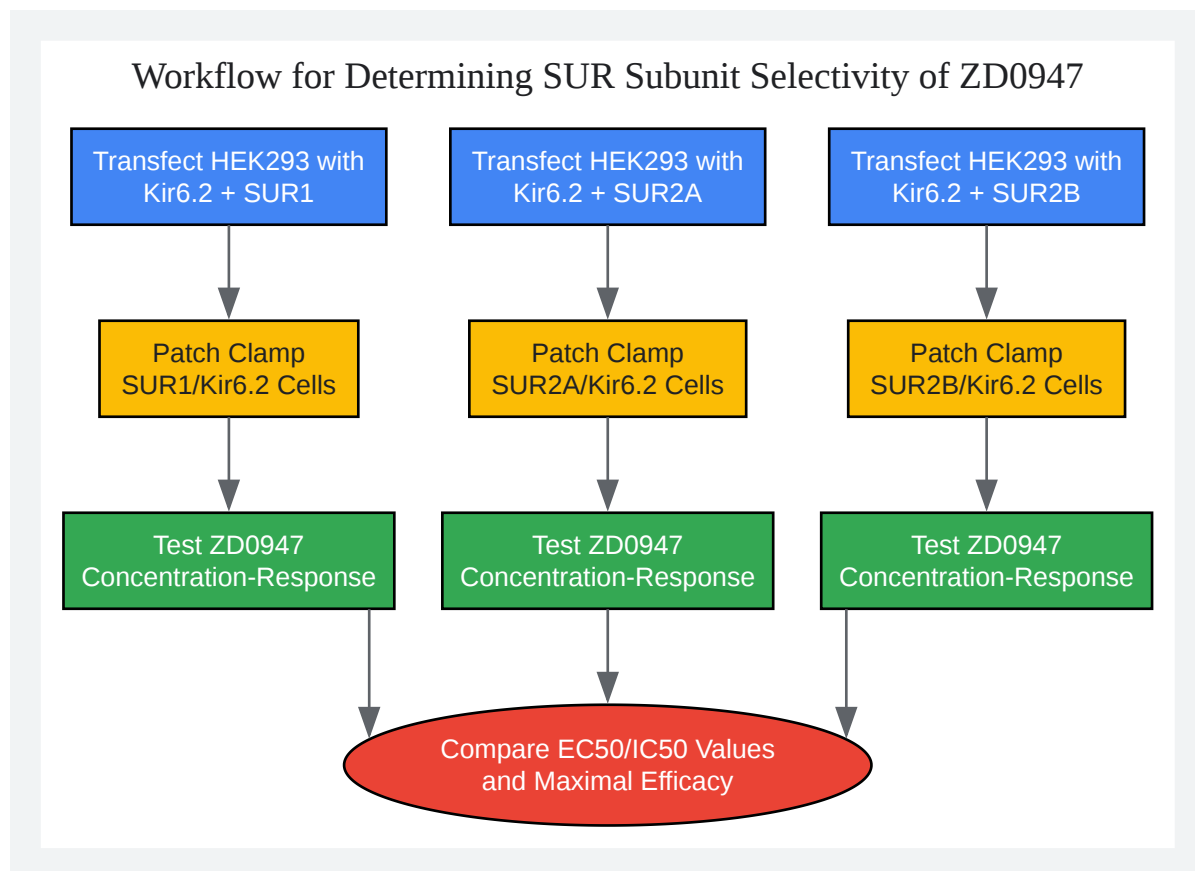 Workflow for Determining SUR Subunit Selectivity of ZD0947
Transfect HEK293 with
Kir6.2 + SUR1
Transfect HEK293 with
Kir6.2 + SUR2A
Transfect HEK293 with
Kir6.2 + SUR2B
Patch Clamp
SUR1/Kir6.2 Cells
Patch Clamp
SUR2A/Kir6.2 Cells
Patch Clamp
SUR2B/Kir6.2 Cells
Test ZD0947
Concentration-Response
Test ZD0947
Concentration-Response
Test ZD0947
Concentration-Response
Compare EC50/IC50 Values
and Maximal Efficacy